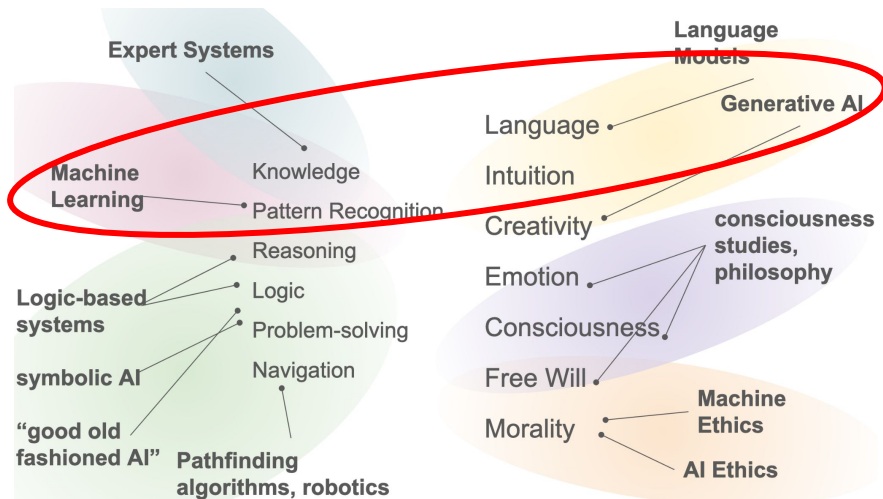 Expert Systems
Machine
Learning
Knowledge
Pattern Recognition
Reasoning
Logic
Problem-solving
Navigation
Logic-based
systems
symbolic AI
“good old
fashioned AI”
Pathfinding
algorithms, robotics
Language
Models
Generative AI
Language
Intuition
Creativity
Emotion
Consciousness
Free Will
Morality
consciousness
studies,
philosophy
Machine
Ethics
AI Ethics